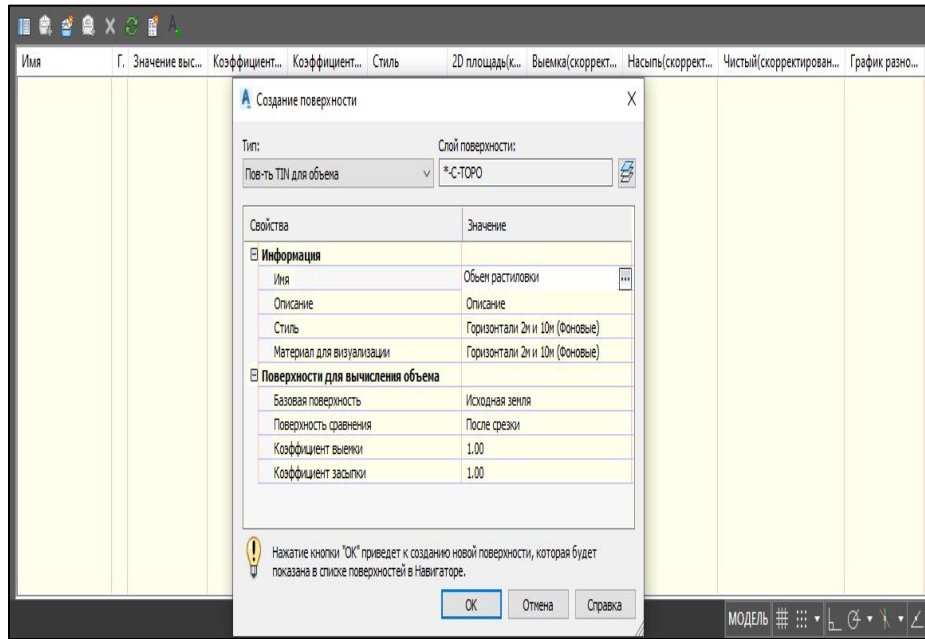 Имя Г. Значение выс... Коэффициент... Коэффициент... Стиль 2D площадь(к... Выемка(скоррект... Насыпь(скоррект... Чистый(скорректирован... График разно...
Создание поверхности
Тип: Слой поверхности:
Пов-ть TIN для объема *-C-TOPO
Свойства Значение
Информация
Имя Обьем растиловки ...
Описание Описание
Стиль Горизонтали 2м и 10м (Фоновые)
Материал для визуализации Горизонтали 2м и 10м (Фоновые)
Поверхности для вычисления объема
Базовая поверхность Исходная земля
Поверхность сравнения После срезки
Коэффициент выемки 1.00
Коэффициент засыпки 1.00
Нажатие кнопки "ОК" приведет к созданию новой поверхности, которая будет
показана в списке поверхностей в Навигаторе.
ОК Отмена Справка
МОДЕЛЬ